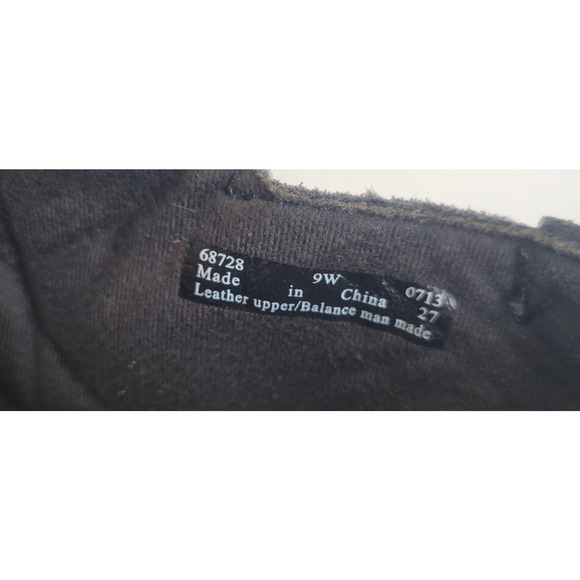 68728 9W 0713
Made in China 27
Leather upper/Balance man made